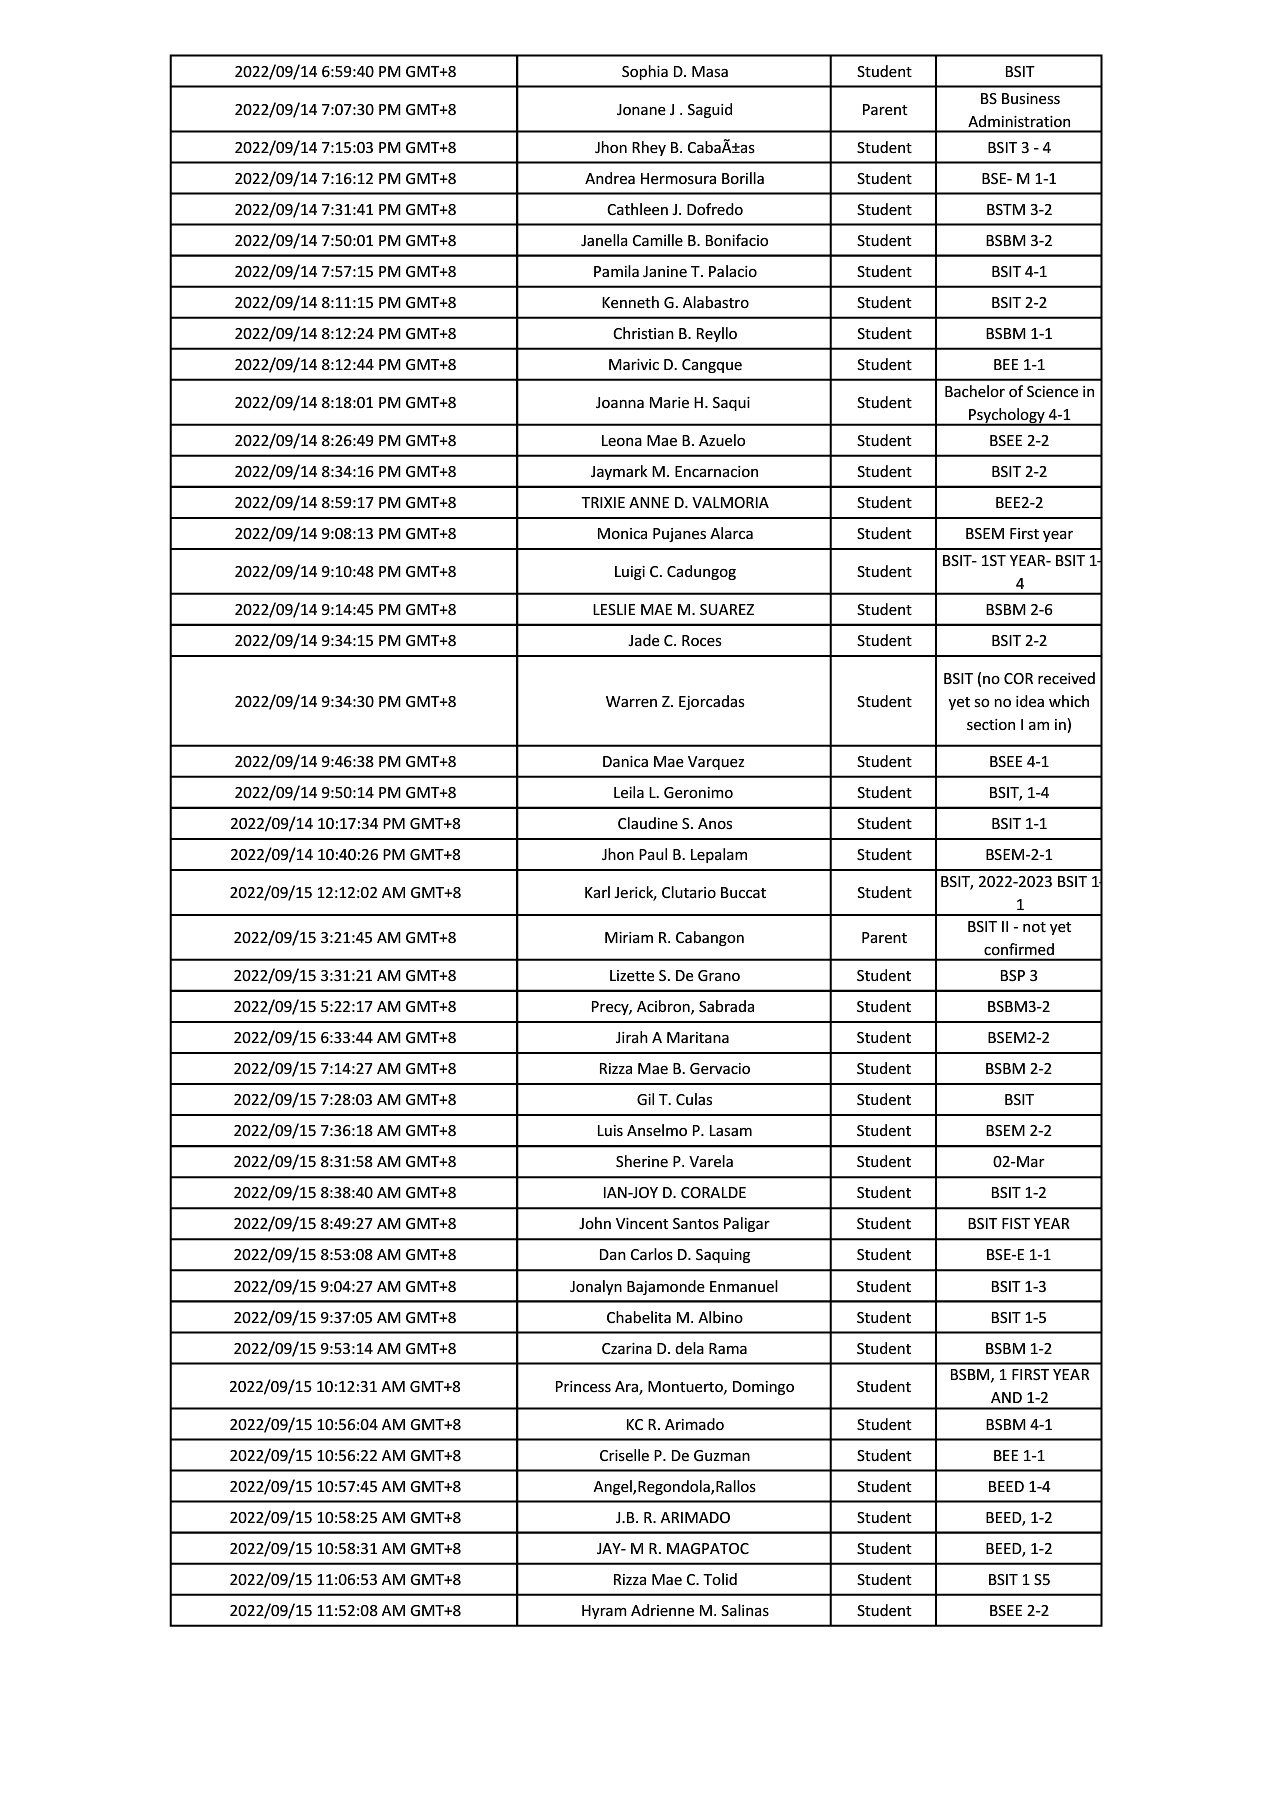 2022/09/14 6:59:40 PM GMT+8 Sophia D. Masa Student BSIT
2022/09/14 7:07:30 PM GMT+8 Jonane J . Saguid Parent BS Business
Administration
2022/09/14 7:15:03 PM GMT+8 Jhon Rhey B. CabaÃ±as Student BSIT 3 - 4
2022/09/14 7:16:12 PM GMT+8 Andrea Hermosura Borilla Student BSE- M 1-1
2022/09/14 7:31:41 PM GMT+8 Cathleen J. Dofredo Student BSTM 3-2
2022/09/14 7:50:01 PM GMT+8 Janella Camille B. Bonifacio Student BSBM 3-2
2022/09/14 7:57:15 PM GMT+8 Pamila Janine T. Palacio Student BSIT 4-1
2022/09/14 8:11:15 PM GMT+8 Kenneth G. Alabastro Student BSIT 2-2
2022/09/14 8:12:24 PM GMT+8 Christian B. Reyllo Student BSBM 1-1
2022/09/14 8:12:44 PM GMT+8 Marivic D. Cangque Student BEE 1-1
2022/09/14 8:18:01 PM GMT+8 Joanna Marie H. Saqui Student Bachelor of Science in
Psychology 4-1
2022/09/14 8:26:49 PM GMT+8 Leona Mae B. Azuelo Student BSEE 2-2
2022/09/14 8:34:16 PM GMT+8 Jaymark M. Encarnacion Student BSIT 2-2
2022/09/14 8:59:17 PM GMT+8 TRIXIE ANNE D. VALMORIA Student BEE2-2
2022/09/14 9:08:13 PM GMT+8 Monica Pujanes Alarca Student BSEM First year
2022/09/14 9:10:48 PM GMT+8 Luigi C. Cadungog Student BSIT- 1ST YEAR- BSIT 1-
4
2022/09/14 9:14:45 PM GMT+8 LESLIE MAE M. SUAREZ Student BSBM 2-6
2022/09/14 9:34:15 PM GMT+8 Jade C. Roces Student BSIT 2-2
2022/09/14 9:34:30 PM GMT+8 Warren Z. Ejorcadas Student BSIT (no COR received
yet so no idea which
section I am in)
2022/09/14 9:46:38 PM GMT+8 Danica Mae Varquez Student BSEE 4-1
2022/09/14 9:50:14 PM GMT+8 Leila L. Geronimo Student BSIT, 1-4
2022/09/14 10:17:34 PM GMT+8 Claudine S. Anos Student BSIT 1-1
2022/09/14 10:40:26 PM GMT+8 Jhon Paul B. Lepalam Student BSEM-2-1
2022/09/15 12:12:02 AM GMT+8 Karl Jerick, Clutario Buccat Student BSIT, 2022-2023 BSIT 1-
1
2022/09/15 3:21:45 AM GMT+8 Miriam R. Cabangon Parent BSIT II - not yet
confirmed
2022/09/15 3:31:21 AM GMT+8 Lizette S. De Grano Student BSP 3
2022/09/15 5:22:17 AM GMT+8 Precy, Acibron, Sabrada Student BSBM3-2
2022/09/15 6:33:44 AM GMT+8 Jirah A Maritana Student BSEM2-2
2022/09/15 7:14:27 AM GMT+8 Rizza Mae B. Gervacio Student BSBM 2-2
2022/09/15 7:28:03 AM GMT+8 Gil T. Culas Student BSIT
2022/09/15 7:36:18 AM GMT+8 Luis Anselmo P. Lasam Student BSEM 2-2
2022/09/15 8:31:58 AM GMT+8 Sherine P. Varela Student 02-Mar
2022/09/15 8:38:40 AM GMT+8 IAN-JOY D. CORALDE Student BSIT 1-2
2022/09/15 8:49:27 AM GMT+8 John Vincent Santos Paligar Student BSIT FIST YEAR
2022/09/15 8:53:08 AM GMT+8 Dan Carlos D. Saquing Student BSE-E 1-1
2022/09/15 9:04:27 AM GMT+8 Jonalyn Bajamonde Enmanuel Student BSIT 1-3
2022/09/15 9:37:05 AM GMT+8 Chabelita M. Albino Student BSIT 1-5
2022/09/15 9:53:14 AM GMT+8 Czarina D. dela Rama Student BSBM 1-2
2022/09/15 10:12:31 AM GMT+8 Princess Ara, Montuerto, Domingo Student BSBM, 1 FIRST YEAR
AND 1-2
2022/09/15 10:56:04 AM GMT+8 KC R. Arimado Student BSBM 4-1
2022/09/15 10:56:22 AM GMT+8 Criselle P. De Guzman Student BEE 1-1
2022/09/15 10:57:45 AM GMT+8 Angel,Regondola,Rallos Student BEED 1-4
2022/09/15 10:58:25 AM GMT+8 J.B. R. ARIMADO Student BEED, 1-2
2022/09/15 10:58:31 AM GMT+8 JAY- M R. MAGPATOC Student BEED, 1-2
2022/09/15 11:06:53 AM GMT+8 Rizza Mae C. Tolid Student BSIT 1 S5
2022/09/15 11:52:08 AM GMT+8 Hyram Adrienne M. Salinas Student BSEE 2-2